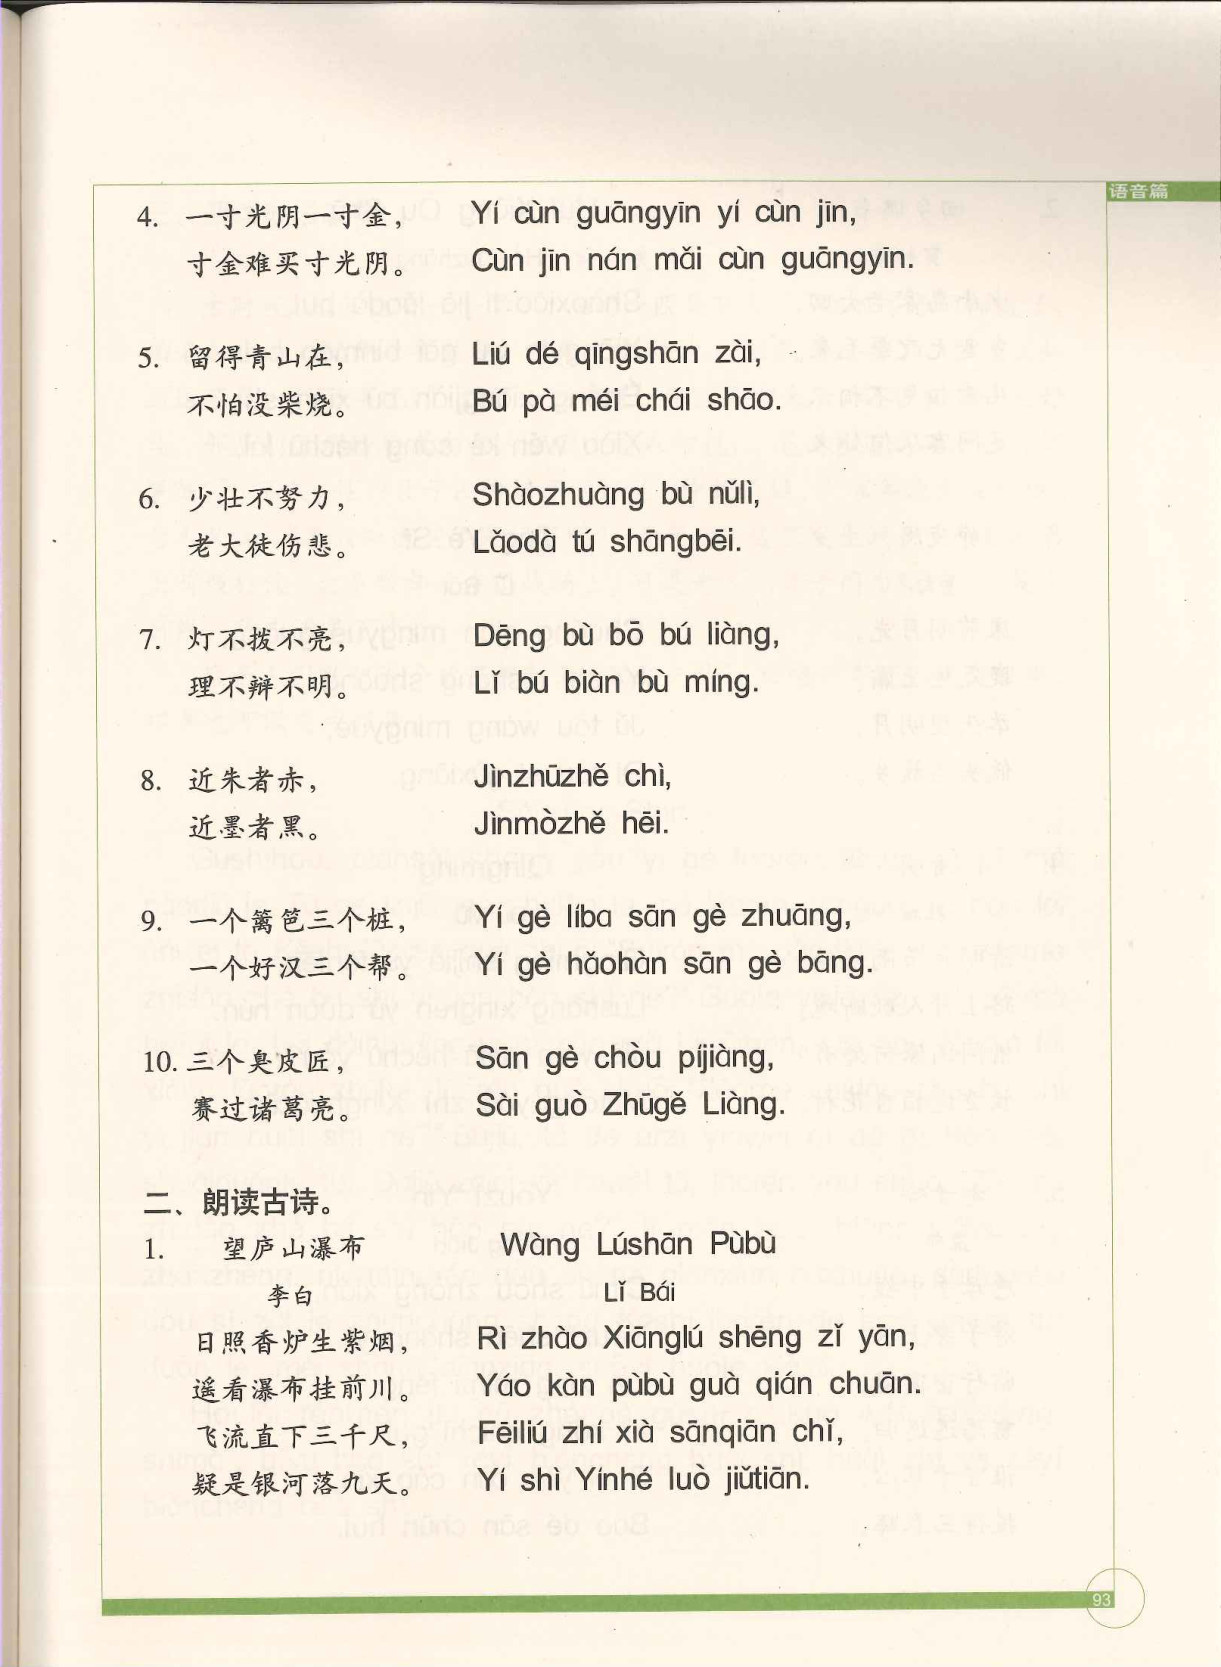 语音篇
4. 一寸光阴一寸金， Yí cùn guāngyīn yí cùn jīn,
寸金难买寸光阴。 Cùn jīn nán mǎi cùn guāngyīn.
5. 留得青山在， Liú dé qīngshān zài,
不怕没柴烧。 Bú pà méi chái shāo.
6. 少壮不努力， Shàozhuàng bù nǔlì,
老大徒伤悲。 Lǎodà tú shāngbēi.
7. 灯不拨不亮， Dēng bù bō bú liàng,
理不辩不明。 Lǐ bú biàn bù míng.
8. 近朱者赤， Jìnzhūzhě chì,
近墨者黑。 Jìnmòzhě hēi.
9. 一个篱笆三个桩， Yí gè líba sān gè zhuāng,
一个好汉三个帮。 Yí gè hǎohàn sān gè bāng.
10. 三个臭皮匠， Sān gè chòu píjiàng,
赛过诸葛亮。 Sài guò Zhūgě Liàng.
二、朗读古诗。
1. 望庐山瀑布 Wàng Lúshān Pùbù
李白 Lǐ Bái
日照香炉生紫烟， Rì zhào Xiānglú shēng zǐ yān,
遥看瀑布挂前川。 Yáo kàn pùbù guà qián chuān.
飞流直下三千尺， Fēiliú zhí xià sānqiān chǐ,
疑是银河落九天。 Yí shì Yínhé luò jiǔtiān.
93